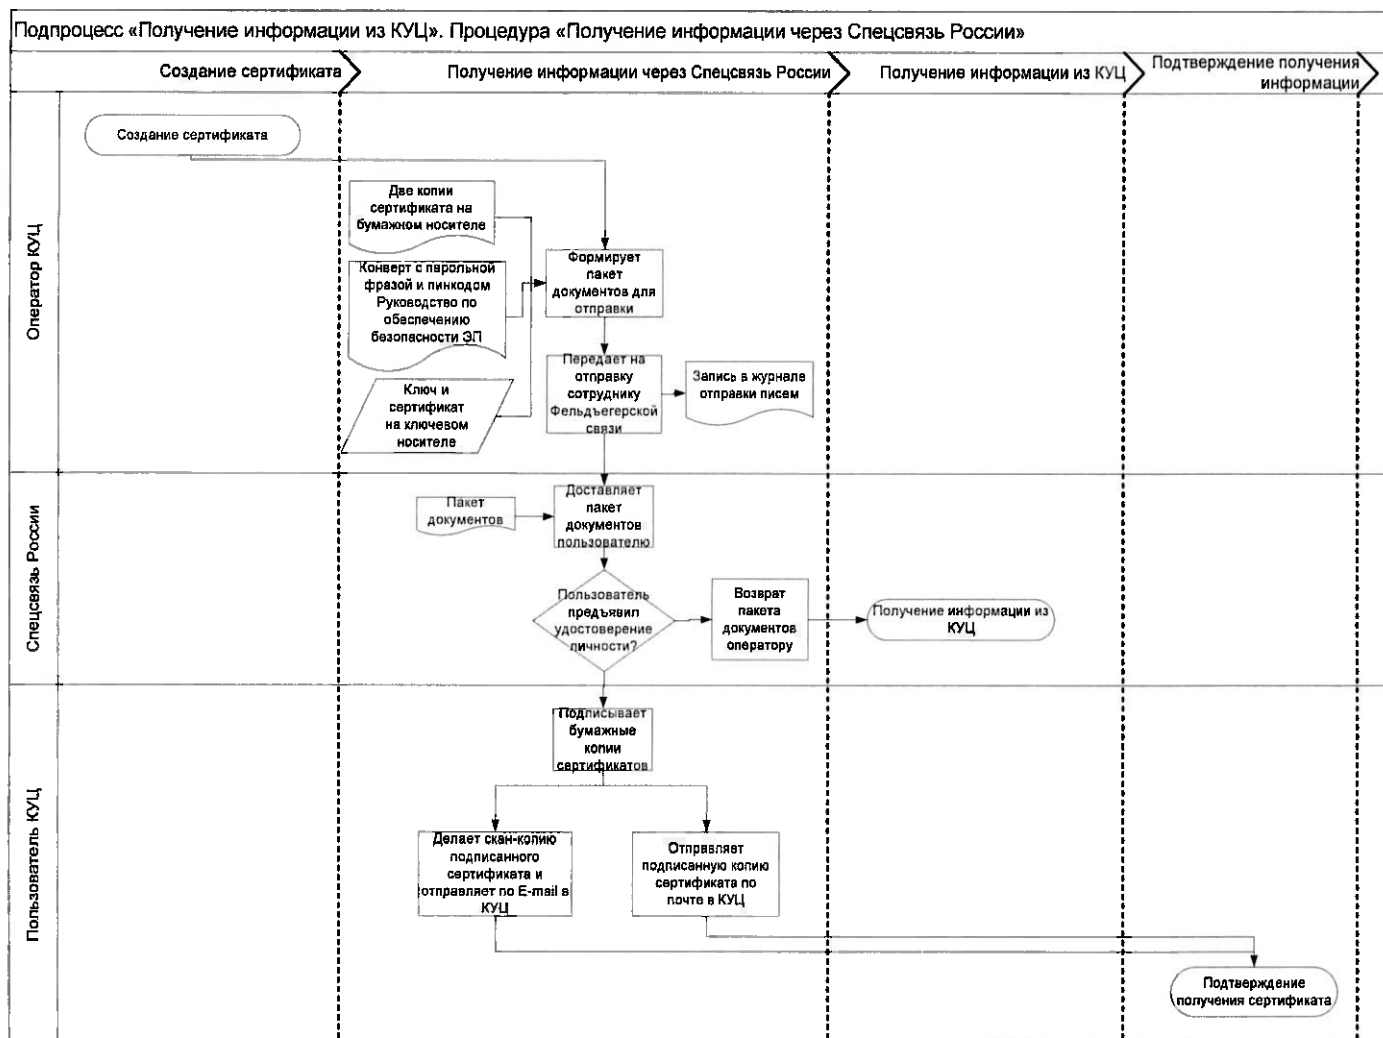 Подпроцесс «Получение информации из КУЦ». Процедура «Получение информации через Спецсвязь России»
Создание сертификата
Получение информации через Спецсвязь России
Получение информации из КУЦ
Подтверждение получения
информации
Оператор КУЦ
Создание сертификата
Две копии
сертификата на
бумажном носителе
Конверт с парольной
фразой и пинкодом
Руководство по
обеспечению
безопасности ЭП
Ключ и
сертификат
на ключевом
носителе
Формирует
пакет
документов для
отправки
Передает на
отправку
сотруднику
Фельдъегерской
связи
Запись в журнале
отправки писем
Спецсвязь России
Пакет
документов
Доставляет
пакет
документов
пользователю
Пользователь
предъявил
удостоверение
личности?
Возврат
пакета
документов
оператору
Получение информации из
КУЦ
Пользователь КУЦ
Подписывает
бумажные
копии
сертификатов
Делает скан-копию
подписанного
сертификата и
отправляет по E-mail в
КУЦ
Отправляет
подписанную копию
сертификата по
почте в КУЦ
Подтверждение
получения сертификата